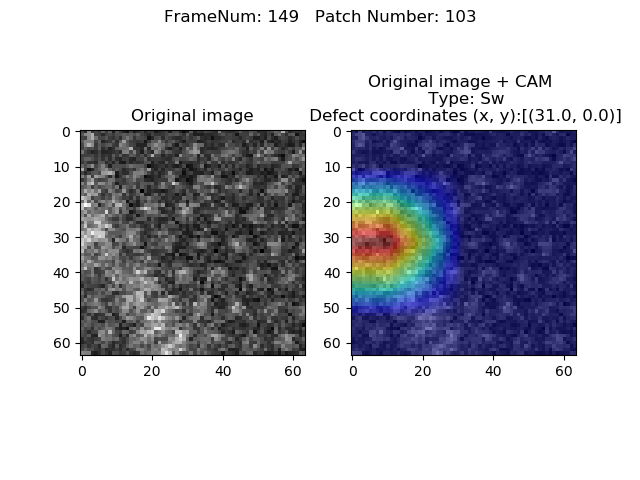 FrameNum: 149   Patch Number: 103
Original image
Original image + CAM
Type: Sw
Defect coordinates (x, y):[(31.0, 0.0)]
0
10
20
30
40
50
60
0 20 40 60
0
10
20
30
40
50
60
0 20 40 60